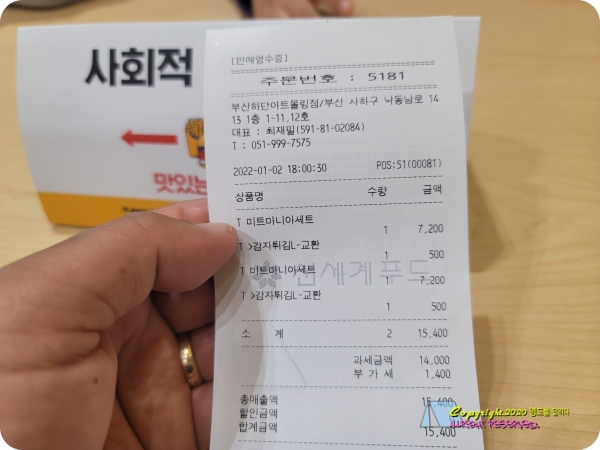 사회적
맛있는
[판매영수증]
주문번호 : 5181
부산하단아트몰링점/부산 사하구 낙동남로 14
13 1층 1-11,12호
대표 : 최재필(591-81-02084)
T : 051-999-7575
2022-01-02 18:00:30 POS:51(00081)
상품명 수량 금액
T 미트마니아세트
1 7,200
T >감자튀김L-교환
1 500
T 미트마니아세트
1 7,200
T >감자튀김L-교환
1 500
신세계푸드
소 계 2 15,400
과세금액 14,000
부 가 세 1,400
총매출액 15,400
할인금액
합계금액 15,400
Copyright 2020
ALLRIGHT RESERVED.